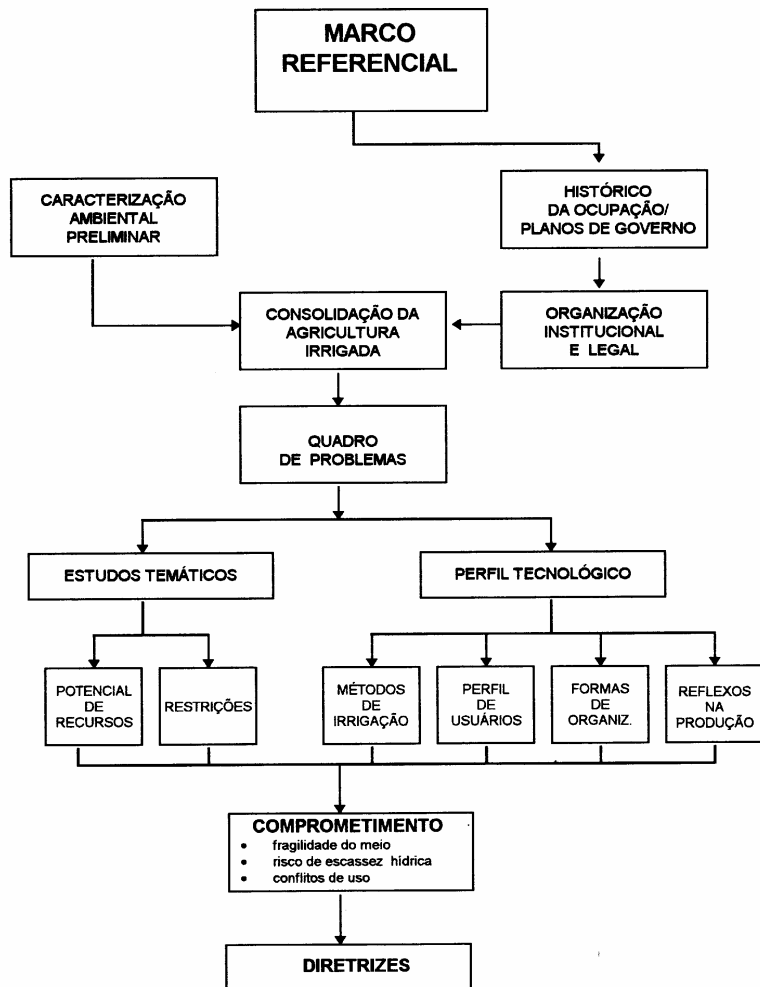 MARCO
REFERENCIAL
CARACTERIZAÇÃO
AMBIENTAL
PRELIMINAR
HISTÓRICO
DA OCUPAÇÃO/
PLANOS DE GOVERNO
CONSOLIDAÇÃO DA
AGRICULTURA
IRRIGADA
ORGANIZAÇÃO
INSTITUCIONAL
E LEGAL
QUADRO
DE PROBLEMAS
ESTUDOS TEMÁTICOS
PERFIL TECNOLÓGICO
POTENCIAL
DE
RECURSOS
RESTRIÇÕES
MÉTODOS
DE
IRRIGAÇÃO
PERFIL
DE
USUÁRIOS
FORMAS
DE
ORGANIZ.
REFLEXOS
NA
PRODUÇÃO
COMPROMETIMENTO
• fragilidade do meio
• risco de escassez hídrica
• conflitos de uso
DIRETRIZES